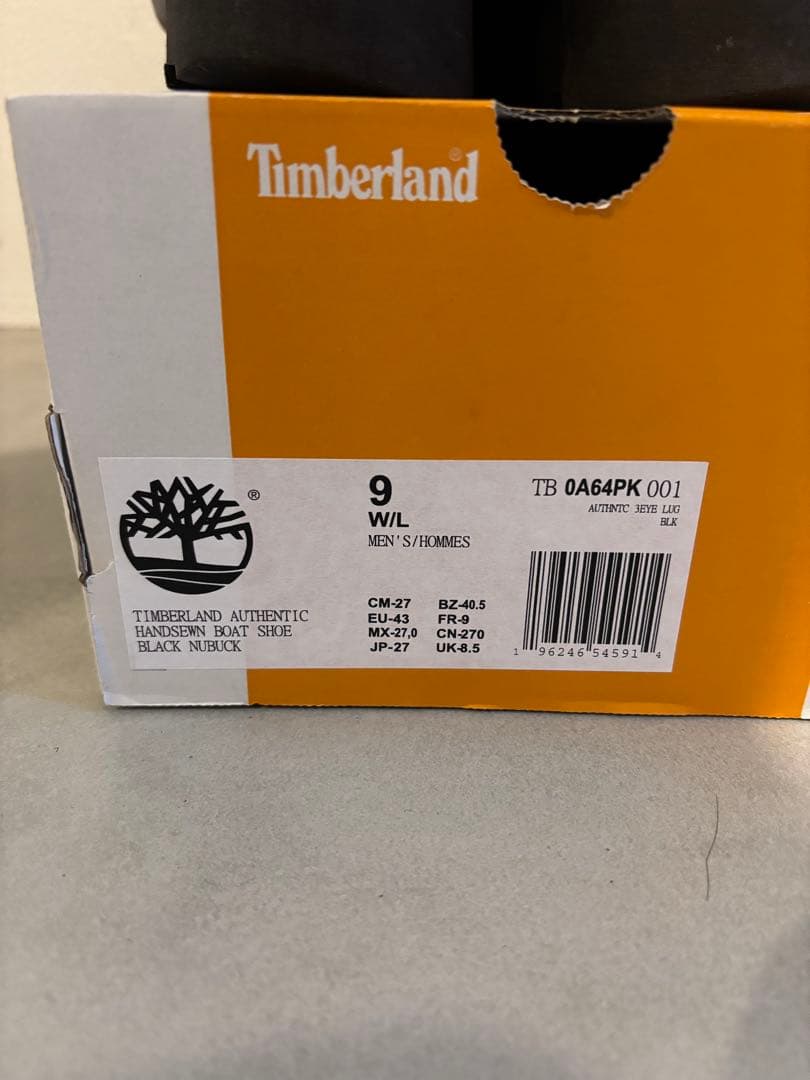 Timberland®
®
9
W/L
MEN'S/HOMMES
TB 0A64PK 001
AUTHNTC 3EYE LUG
BLK
TIMBERLAND AUTHENTIC
HANDSEWN BOAT SHOE
BLACK NUBUCK
CM-27 BZ-40.5
EU-43 FR-9
MX-27,0 CN-270
JP-27 UK-8.5
1 96246 54591 4